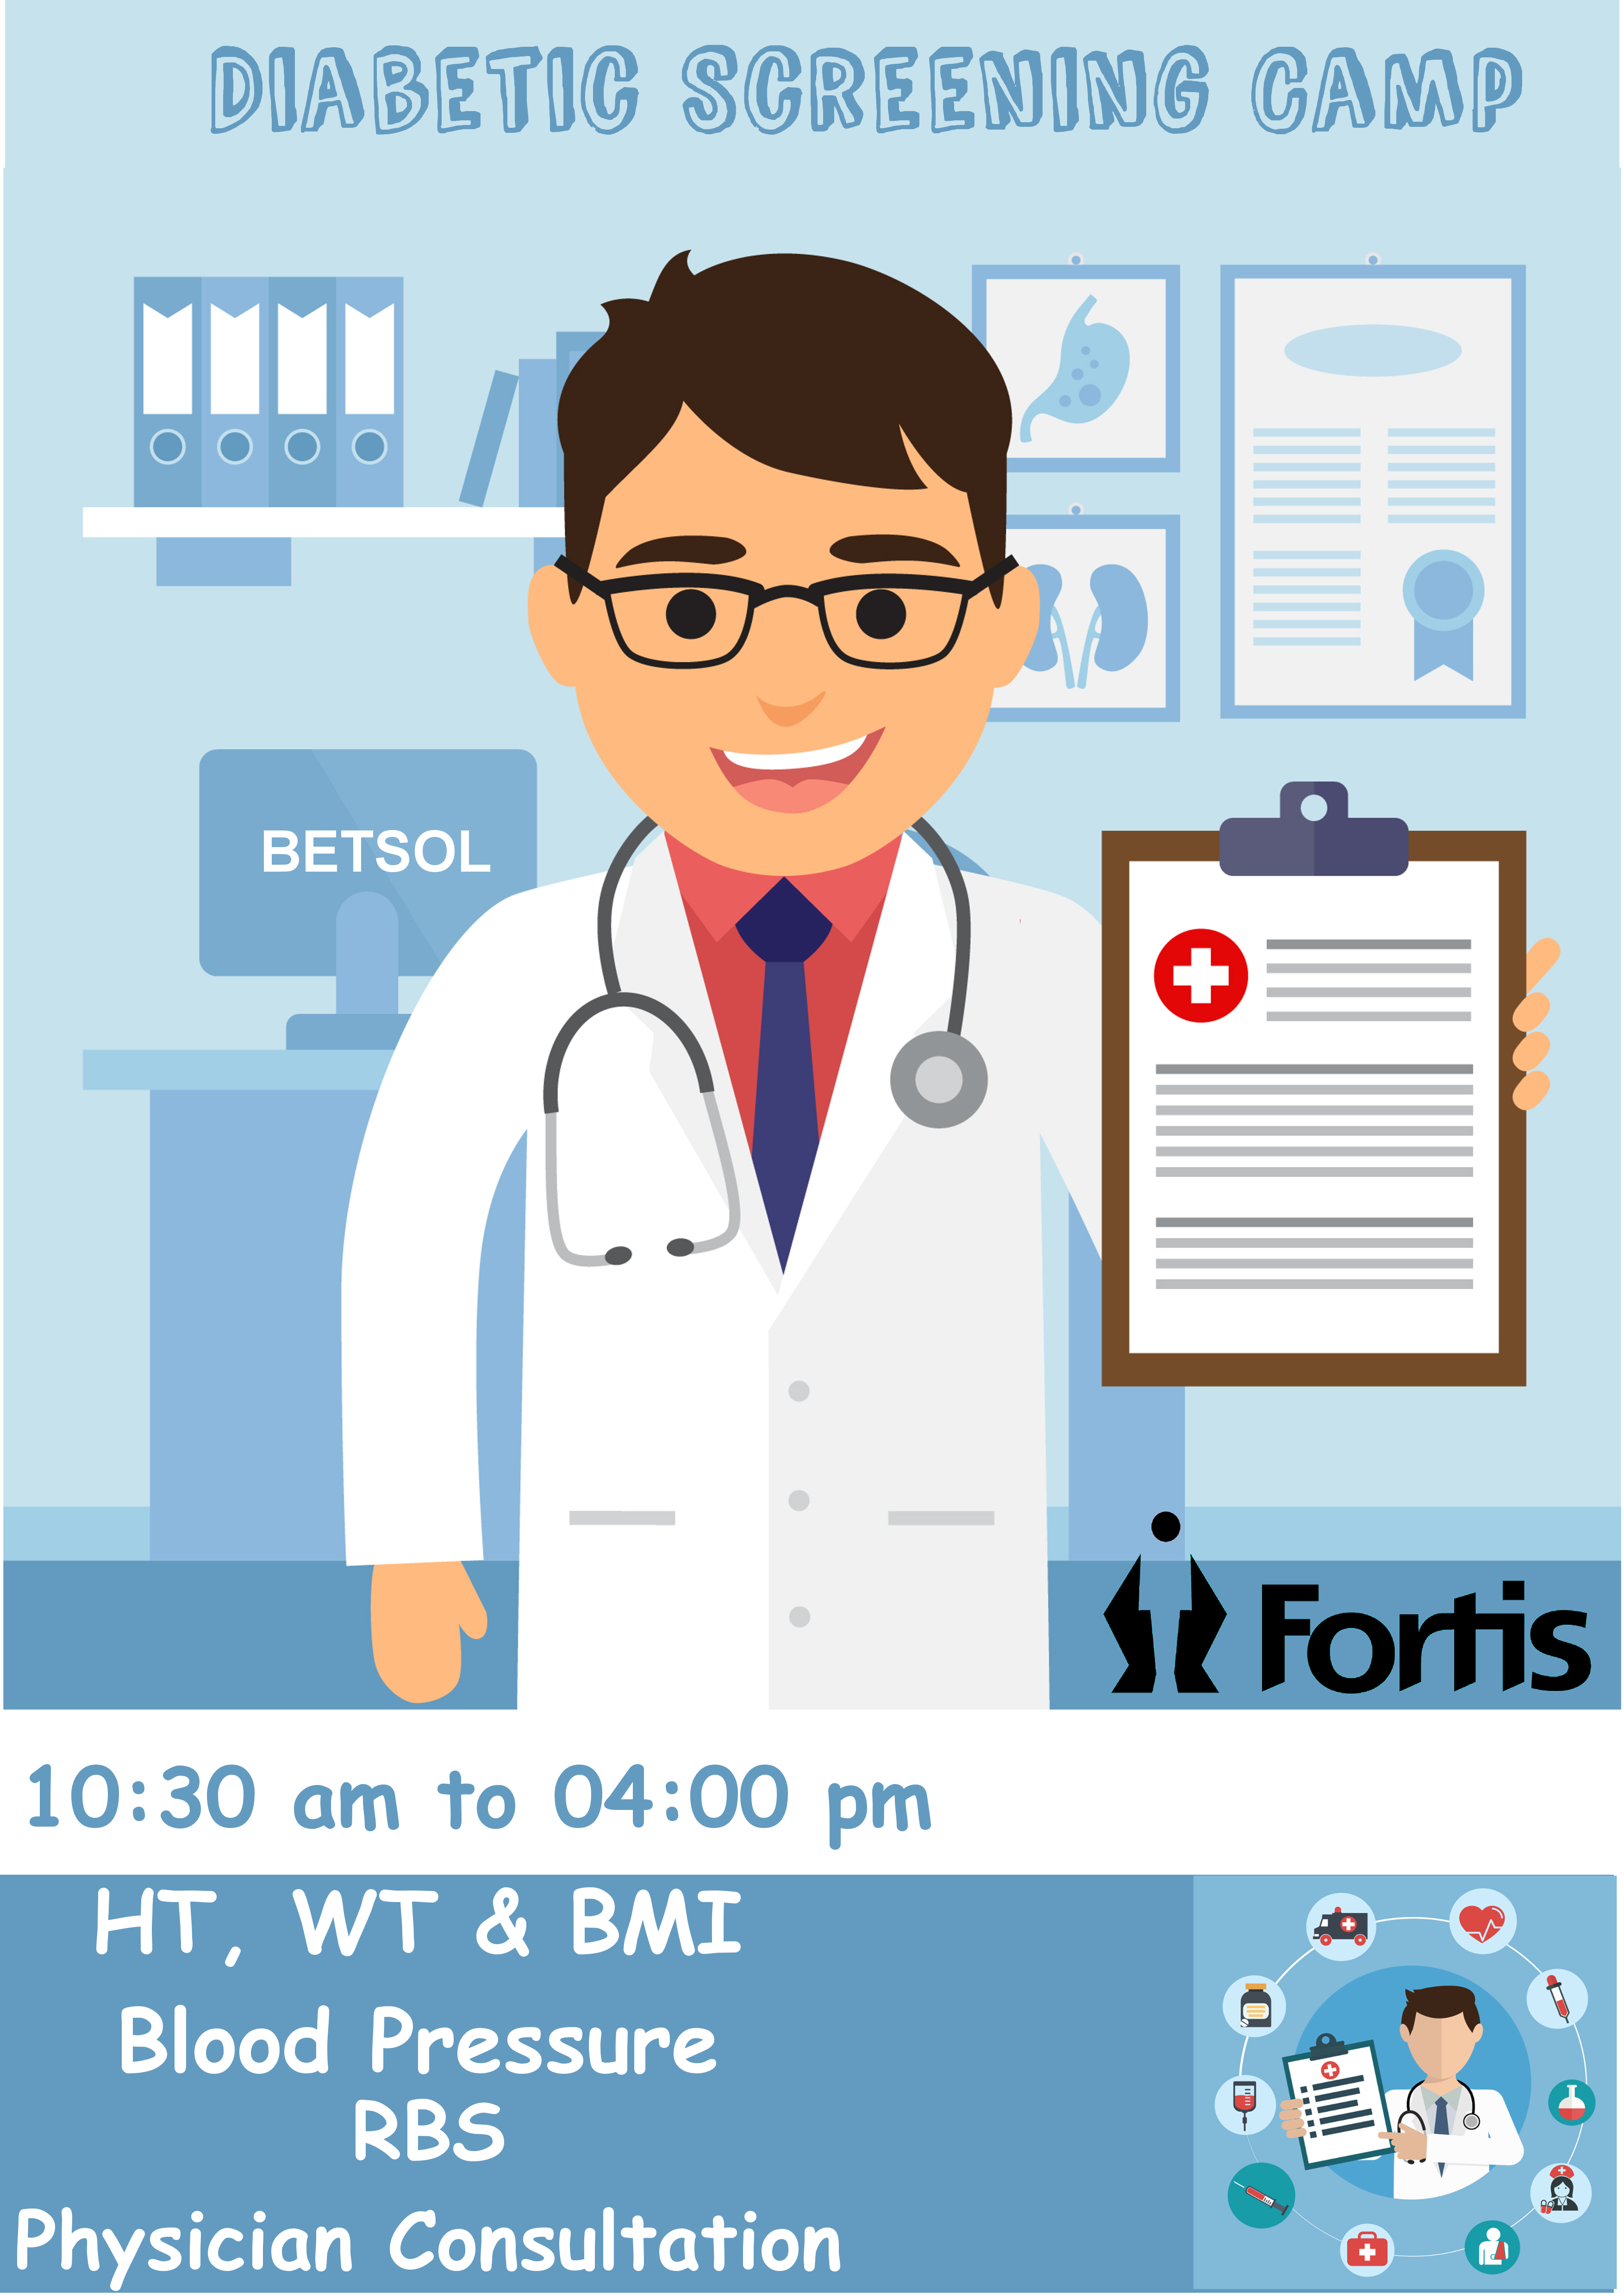 DIABETIC SCREENING CAMP
BETSOL
Fortis
10:30 am to 04:00 pm
HT, WT & BMI
Blood Pressure
RBS
Physician Consultation